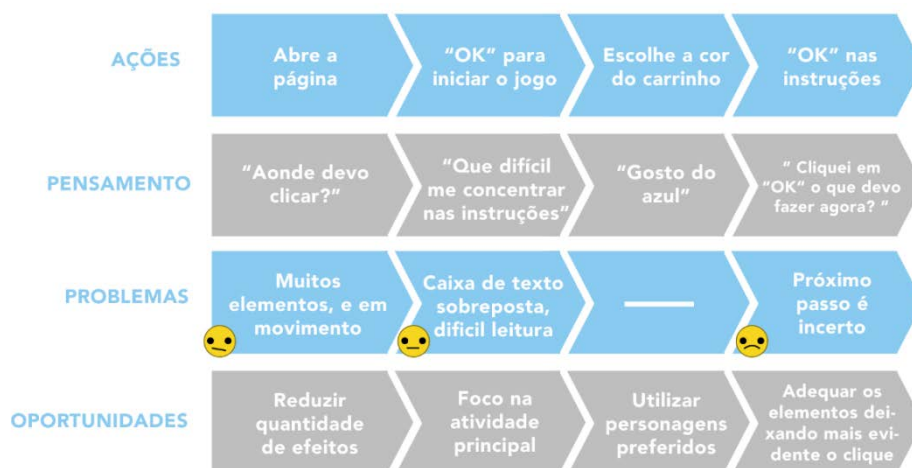 AÇÕES
Abre a
página
“OK” para
iniciar o jogo
Escolhe a cor
do carrinho
“OK” nas
instruções
PENSAMENTO
“Aonde devo
clicar?”
“Que difícil
me concentrar
nas instruções”
“Gosto do
azul”
“ Cliquei em
“OK” o que devo
fazer agora? ”
PROBLEMAS
Muitos
elementos, e em
movimento
Caixa de texto
sobreposta,
dificil leitura
Próximo
passo é
incerto
OPORTUNIDADES
Reduzir
quantidade
de efeitos
Foco na
atividade
principal
Utilizar
personagens
preferidos
Adequar os
elementos dei-
xando mais evi-
dente o clique